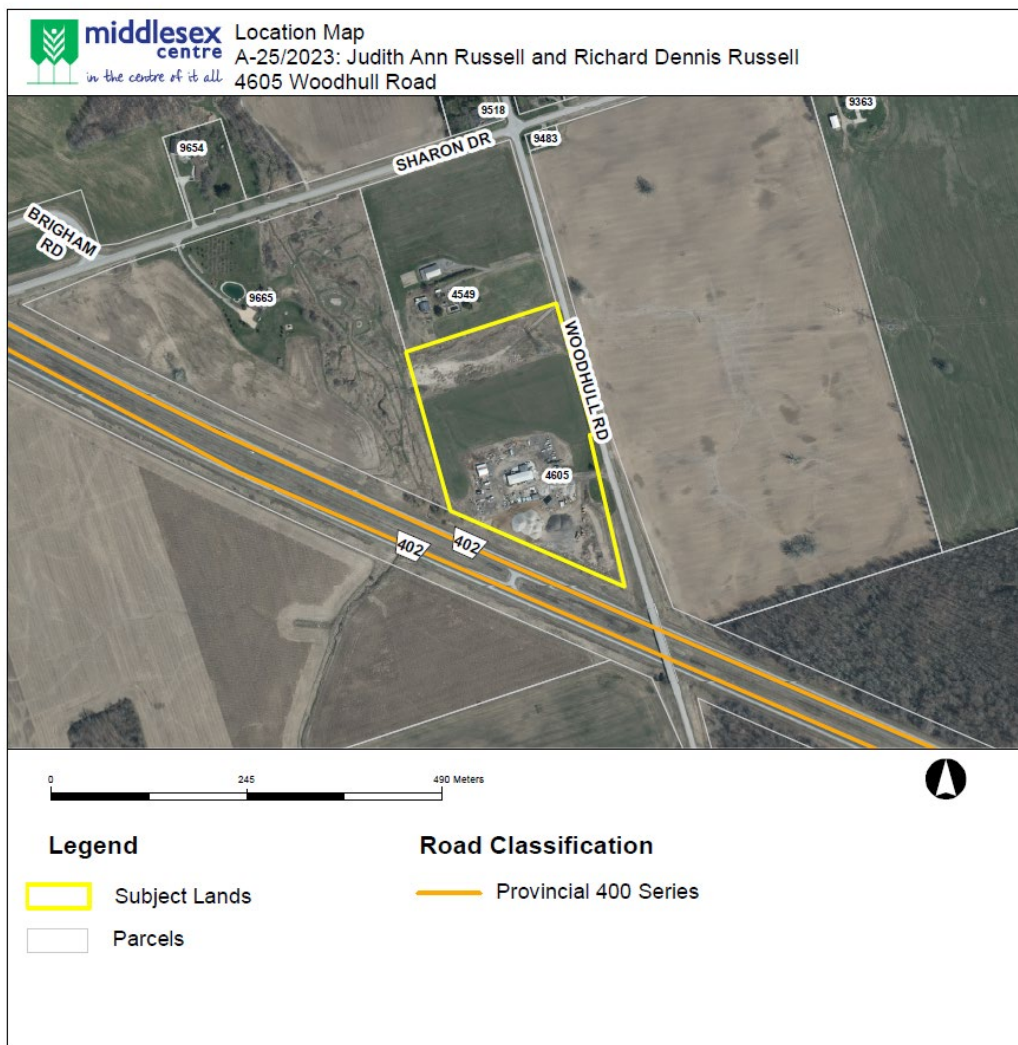 middlesex
centre
in the centre of it all
Location Map
A-25/2023: Judith Ann Russell and Richard Dennis Russell
4605 Woodhull Road
9518
9363
9483
9654
SHARON DR
BRIGHAM
RD
9665
4549
WOODHULL RD
4605
402
402
0
245
490 Meters
Legend
Road Classification
Subject Lands
Provincial 400 Series
Parcels